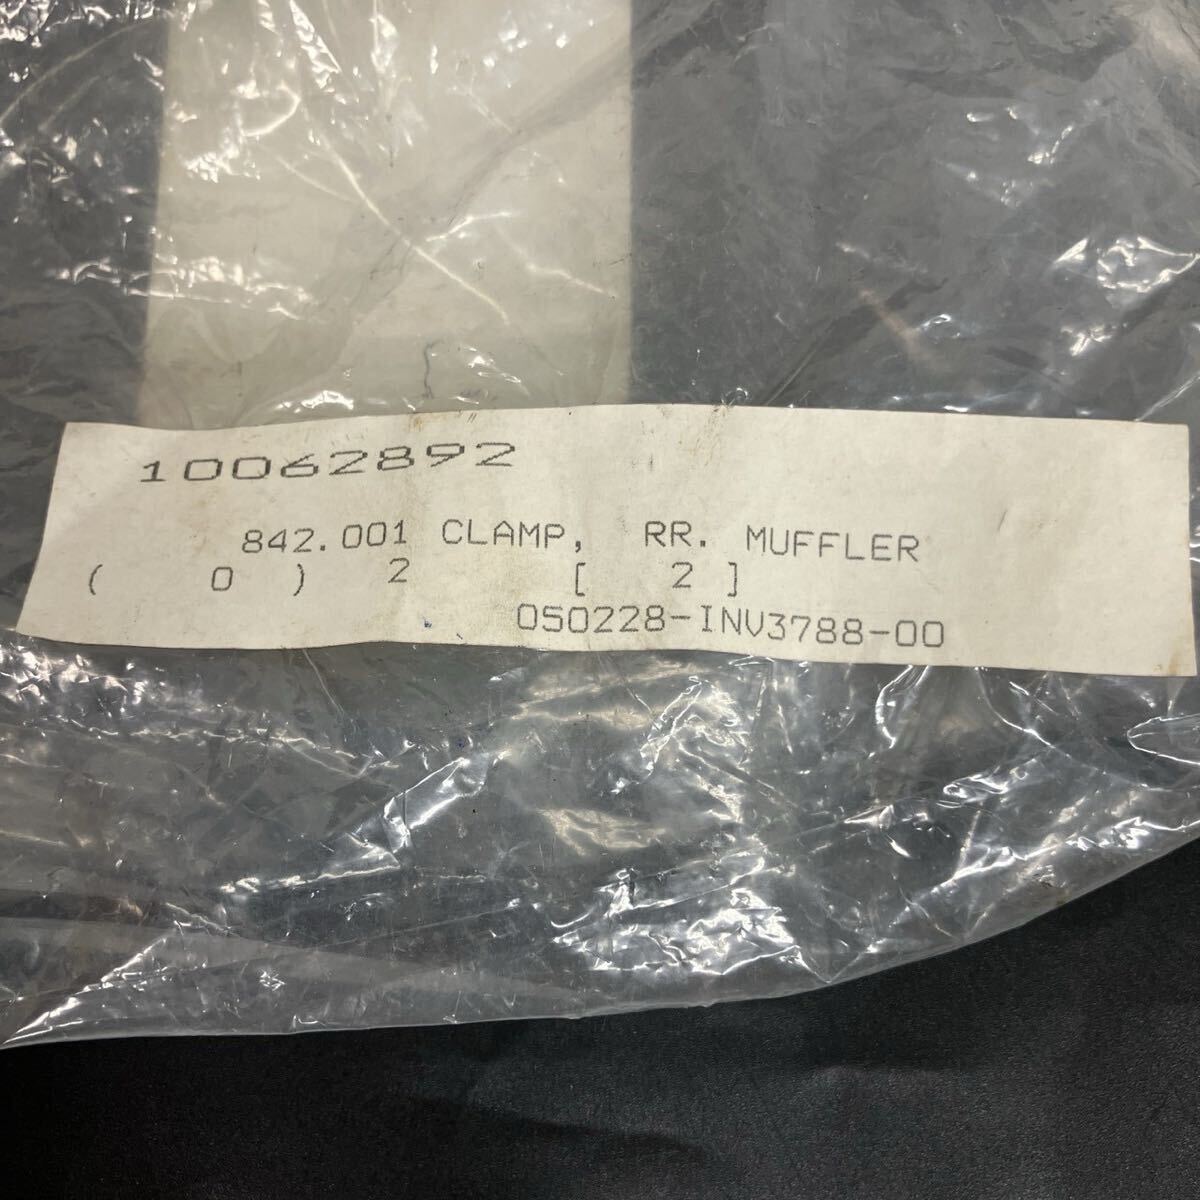 10062892
842.001 CLAMP, RR. MUFFLER
( 0 ) 2 [ 2 ]
050228-INV3788-00